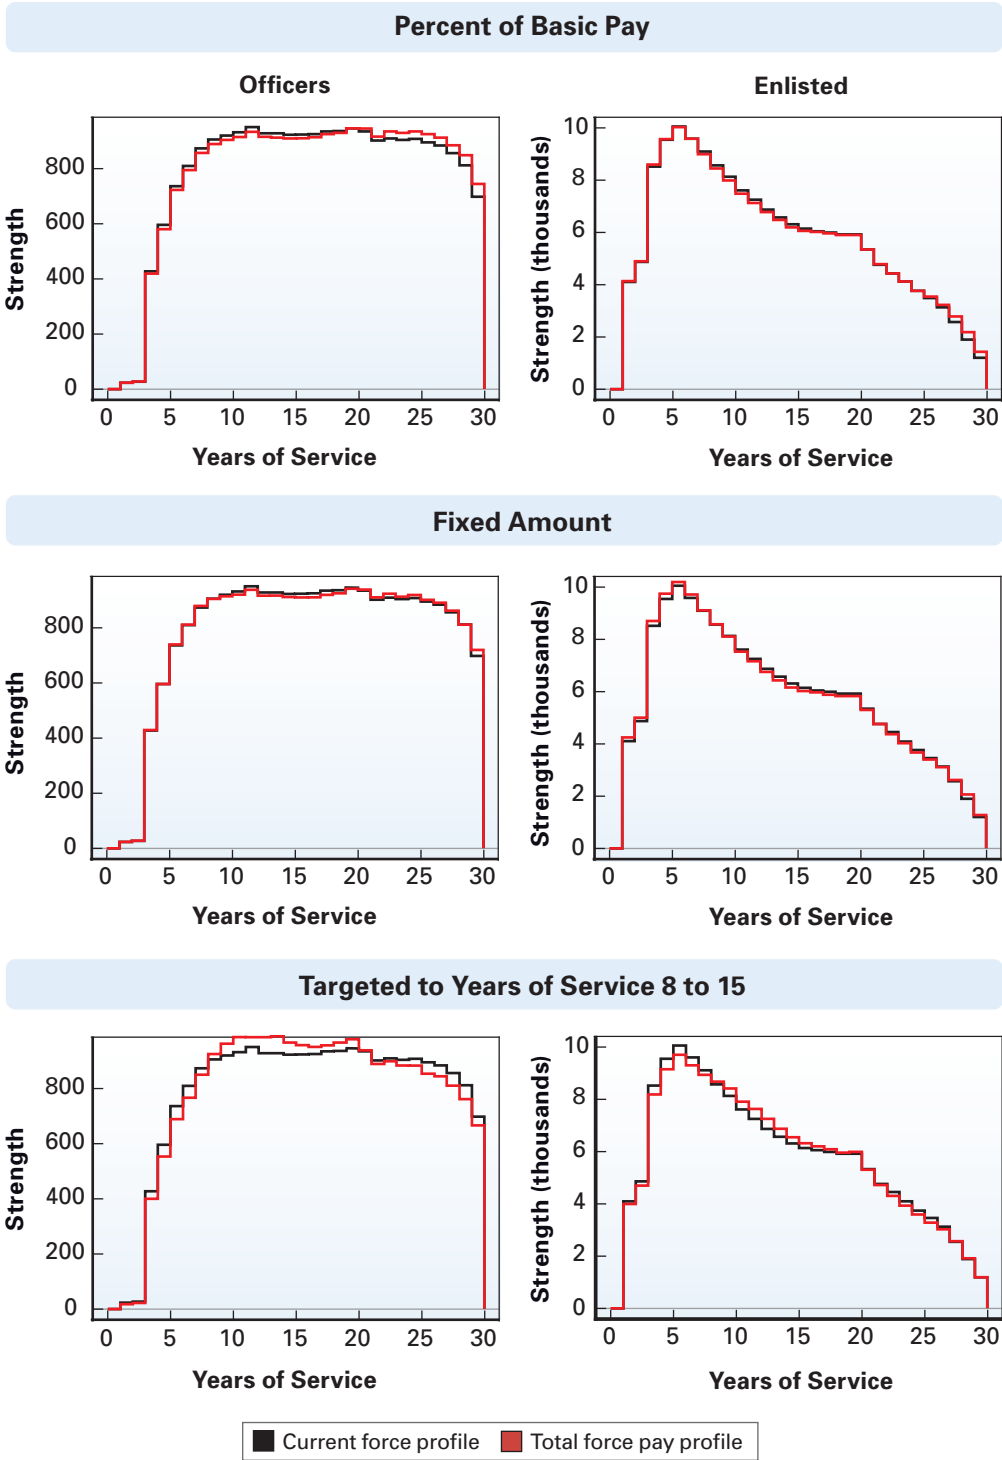 Percent of Basic Pay
Officers
Enlisted
Strength
800
600
400
200
0
0 5 10 15 20 25 30
Years of Service
Strength (thousands)
10
8
6
4
2
0
0 5 10 15 20 25 30
Years of Service
Fixed Amount
Strength
800
600
400
200
0
0 5 10 15 20 25 30
Years of Service
Strength (thousands)
10
8
6
4
2
0
0 5 10 15 20 25 30
Years of Service
Targeted to Years of Service 8 to 15
Strength
800
600
400
200
0
0 5 10 15 20 25 30
Years of Service
Strength (thousands)
10
8
6
4
2
0
0 5 10 15 20 25 30
Years of Service
Current force profile Total force pay profile